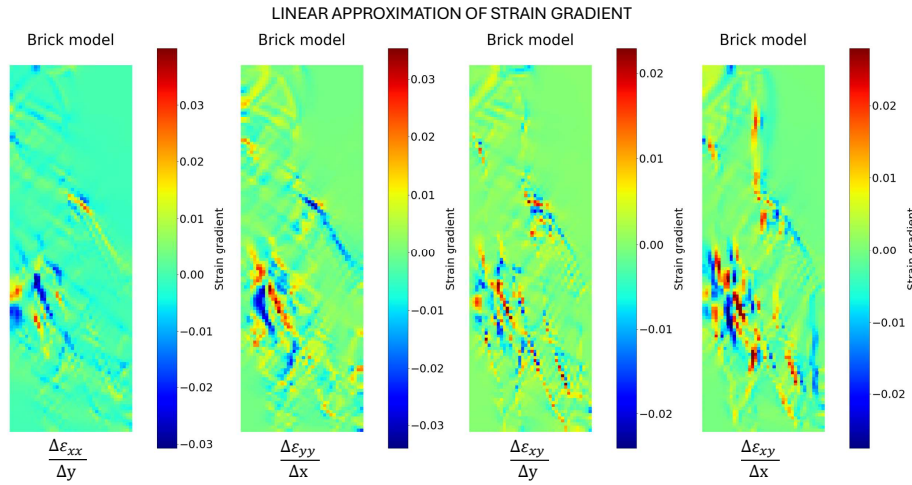 LINEAR APPROXIMATION OF STRAIN GRADIENT
Brick model
Brick model
Brick model
Brick model
0.03
0.02
0.01
0.00
−0.01
−0.02
−0.03
Strain gradient
0.03
0.02
0.01
0.00
−0.01
−0.02
−0.03
Strain gradient
0.02
0.01
0.00
−0.01
−0.02
Strain gradient
0.02
0.01
0.00
−0.01
−0.02
Strain gradient
Δε_xx
Δy
Δε_yy
Δx
Δε_xy
Δy
Δε_xy
Δx